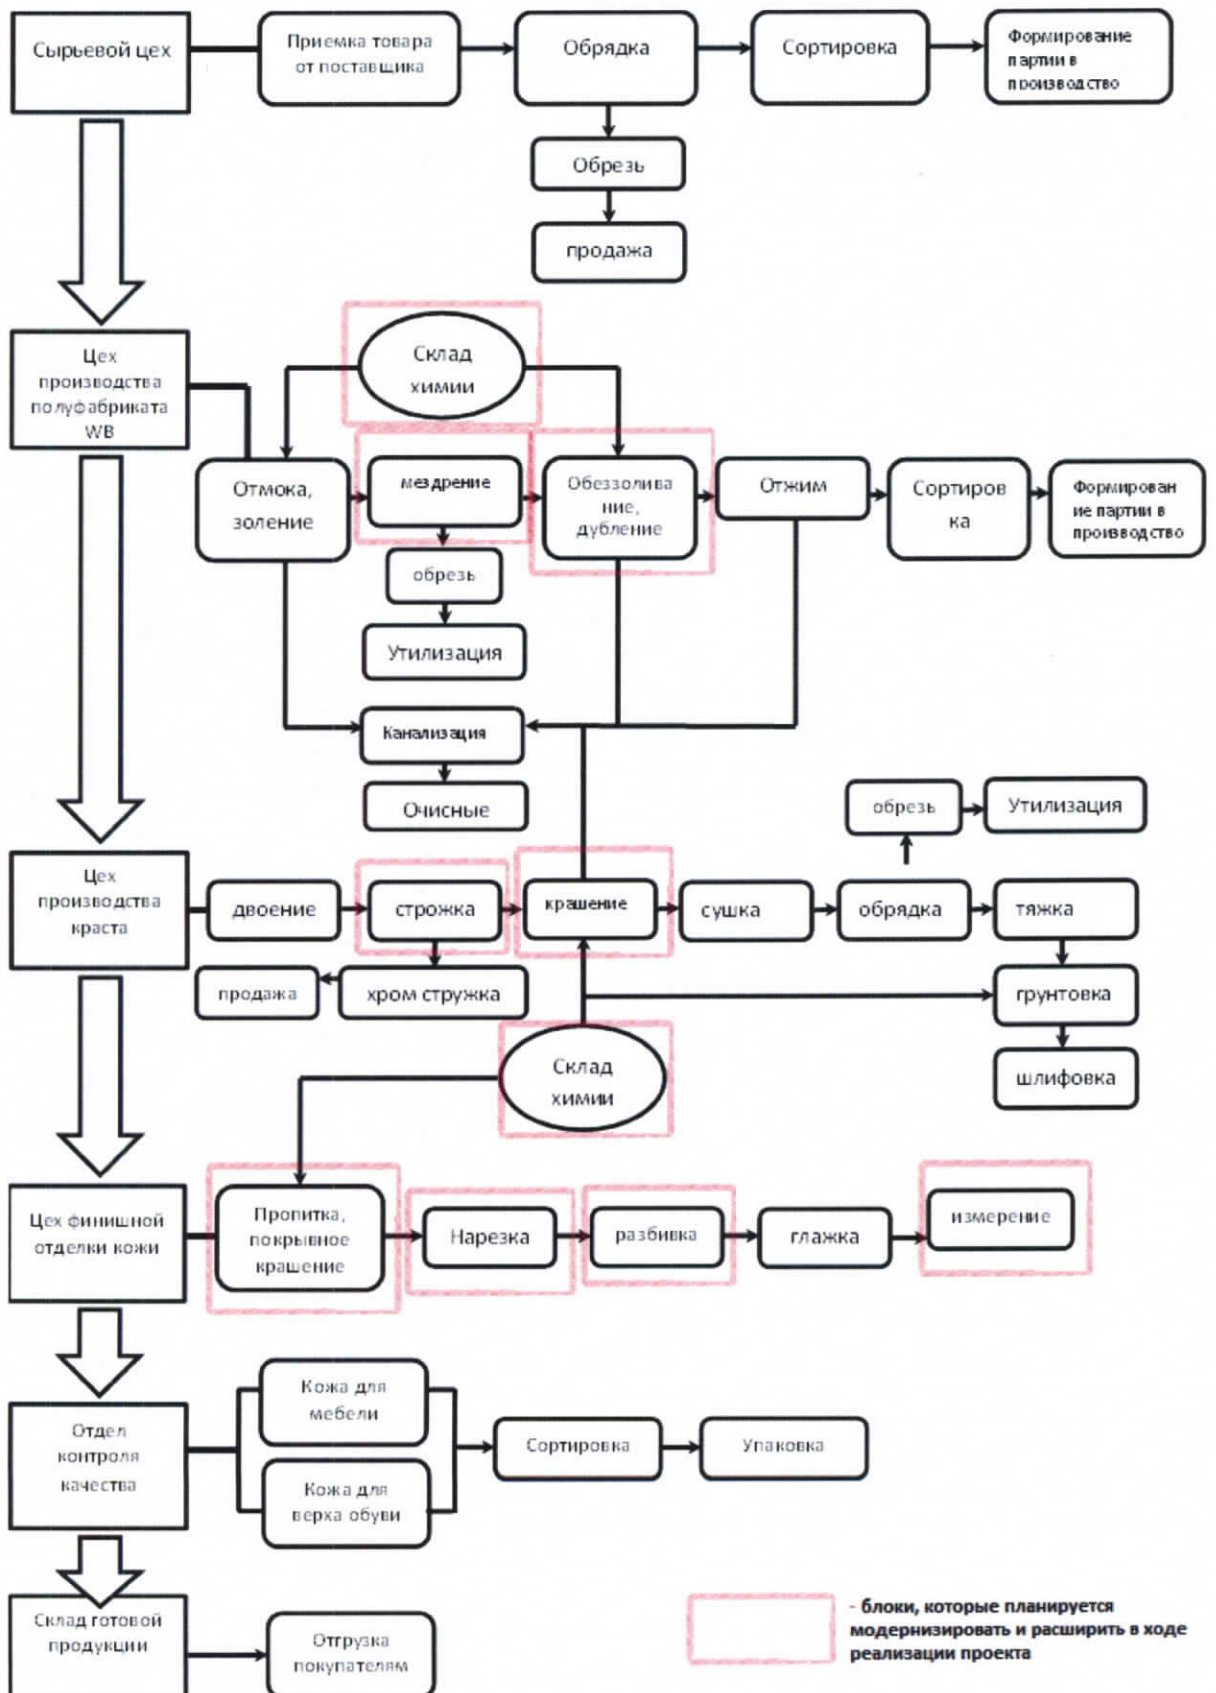 Сырьевой цех
Приемка товара
от поставщика
Обрядка
Сортировка
Формирование
партии в
производство
Обрезь
продажа
Цех
производства
полуфабриката
WB
Склад
химии
Отмока,
золение
мездрение
Обеззолива
ние,
дубление
Отжим
Сортиров
ка
Формирован
ие партии в
производство
обрезь
Утилизация
Канализация
Очисные
обрезь
Утилизация
Цех
производства
краста
двоение
строжка
крашение
сушка
обрядка
тяжка
продажа
хром стружка
грунтовка
шлифовка
Склад
химии
Цех финишной
отделки кожи
Пропитка,
покрывное
крашение
Нарезка
разбивка
глажка
измерение
Отдел
контроля
качества
Кожа для
мебели
Кожа для
верха обуви
Сортировка
Упаковка
Склад готовой
продукции
Отгрузка
покупателям
- блоки, которые планируется
модернизировать и расширить в ходе
реализации проекта